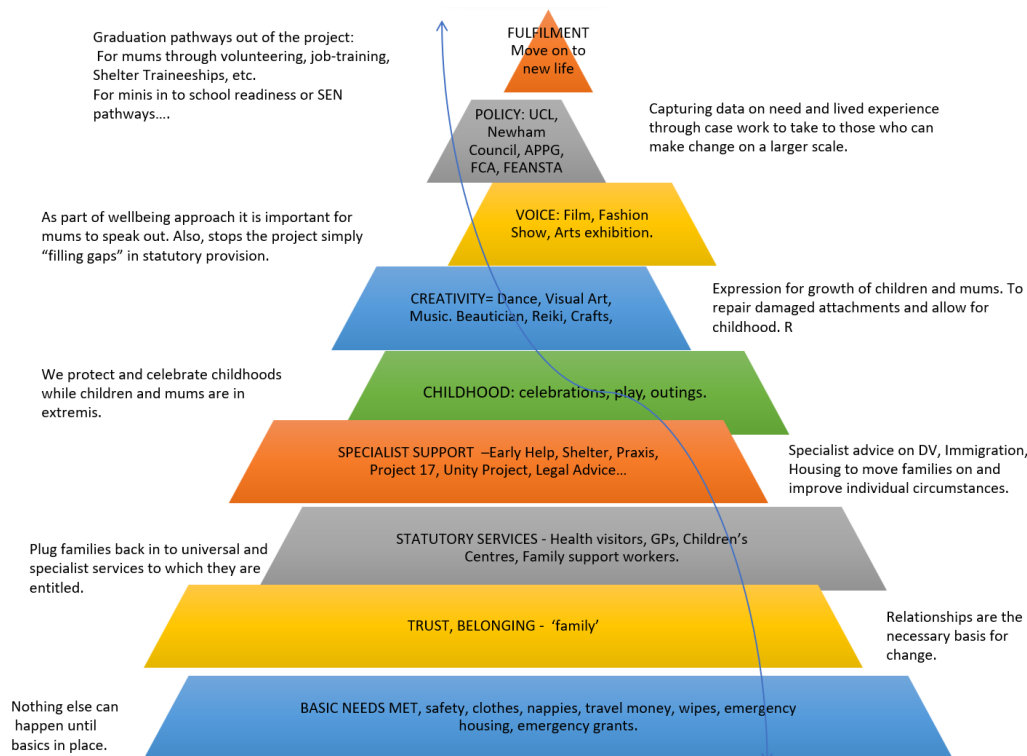 Graduation pathways out of the project:
For mums through volunteering, job-training,
Shelter Traineeships, etc.
For minis in to school readiness or SEN
pathways….
FULFILMENT
Move on to
new life
POLICY: UCL,
Newham
Council, APPG,
FCA, FEANSTA
Capturing data on need and lived experience
through case work to take to those who can
make change on a larger scale.
As part of wellbeing approach it is important for
mums to speak out. Also, stops the project simply
“filling gaps” in statutory provision.
VOICE: Film, Fashion
Show, Arts exhibition.
CREATIVITY= Dance, Visual Art,
Music. Beautician, Reiki, Crafts,
Expression for growth of children and mums. To
repair damaged attachments and allow for
childhood. R
We protect and celebrate childhoods
while children and mums are in
extremis.
CHILDHOOD: celebrations, play, outings.
SPECIALIST SUPPORT –Early Help, Shelter, Praxis,
Project 17, Unity Project, Legal Advice…
Specialist advice on DV, Immigration,
Housing to move families on and
improve individual circumstances.
Plug families back in to universal and
specialist services to which they are
entitled.
STATUTORY SERVICES - Health visitors, GPs, Children’s
Centres, Family support workers.
TRUST, BELONGING - ‘family’
Relationships are the
necessary basis for
change.
Nothing else can
happen until
basics in place.
BASIC NEEDS MET, safety, clothes, nappies, travel money, wipes, emergency
housing, emergency grants.